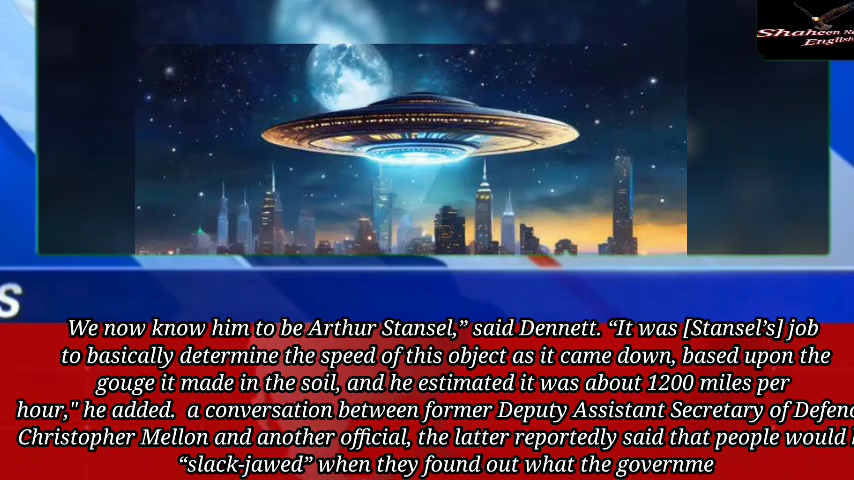 Shaheen
English
S
We now know him to be Arthur Stansel,” said Dennett. “It was [Stansel’s] job
to basically determine the speed of this object as it came down, based upon the
gouge it made in the soil, and he estimated it was about 1200 miles per
hour," he added. a conversation between former Deputy Assistant Secretary of Defenc
Christopher Mellon and another official, the latter reportedly said that people would
“slack-jawed” when they found out what the governme